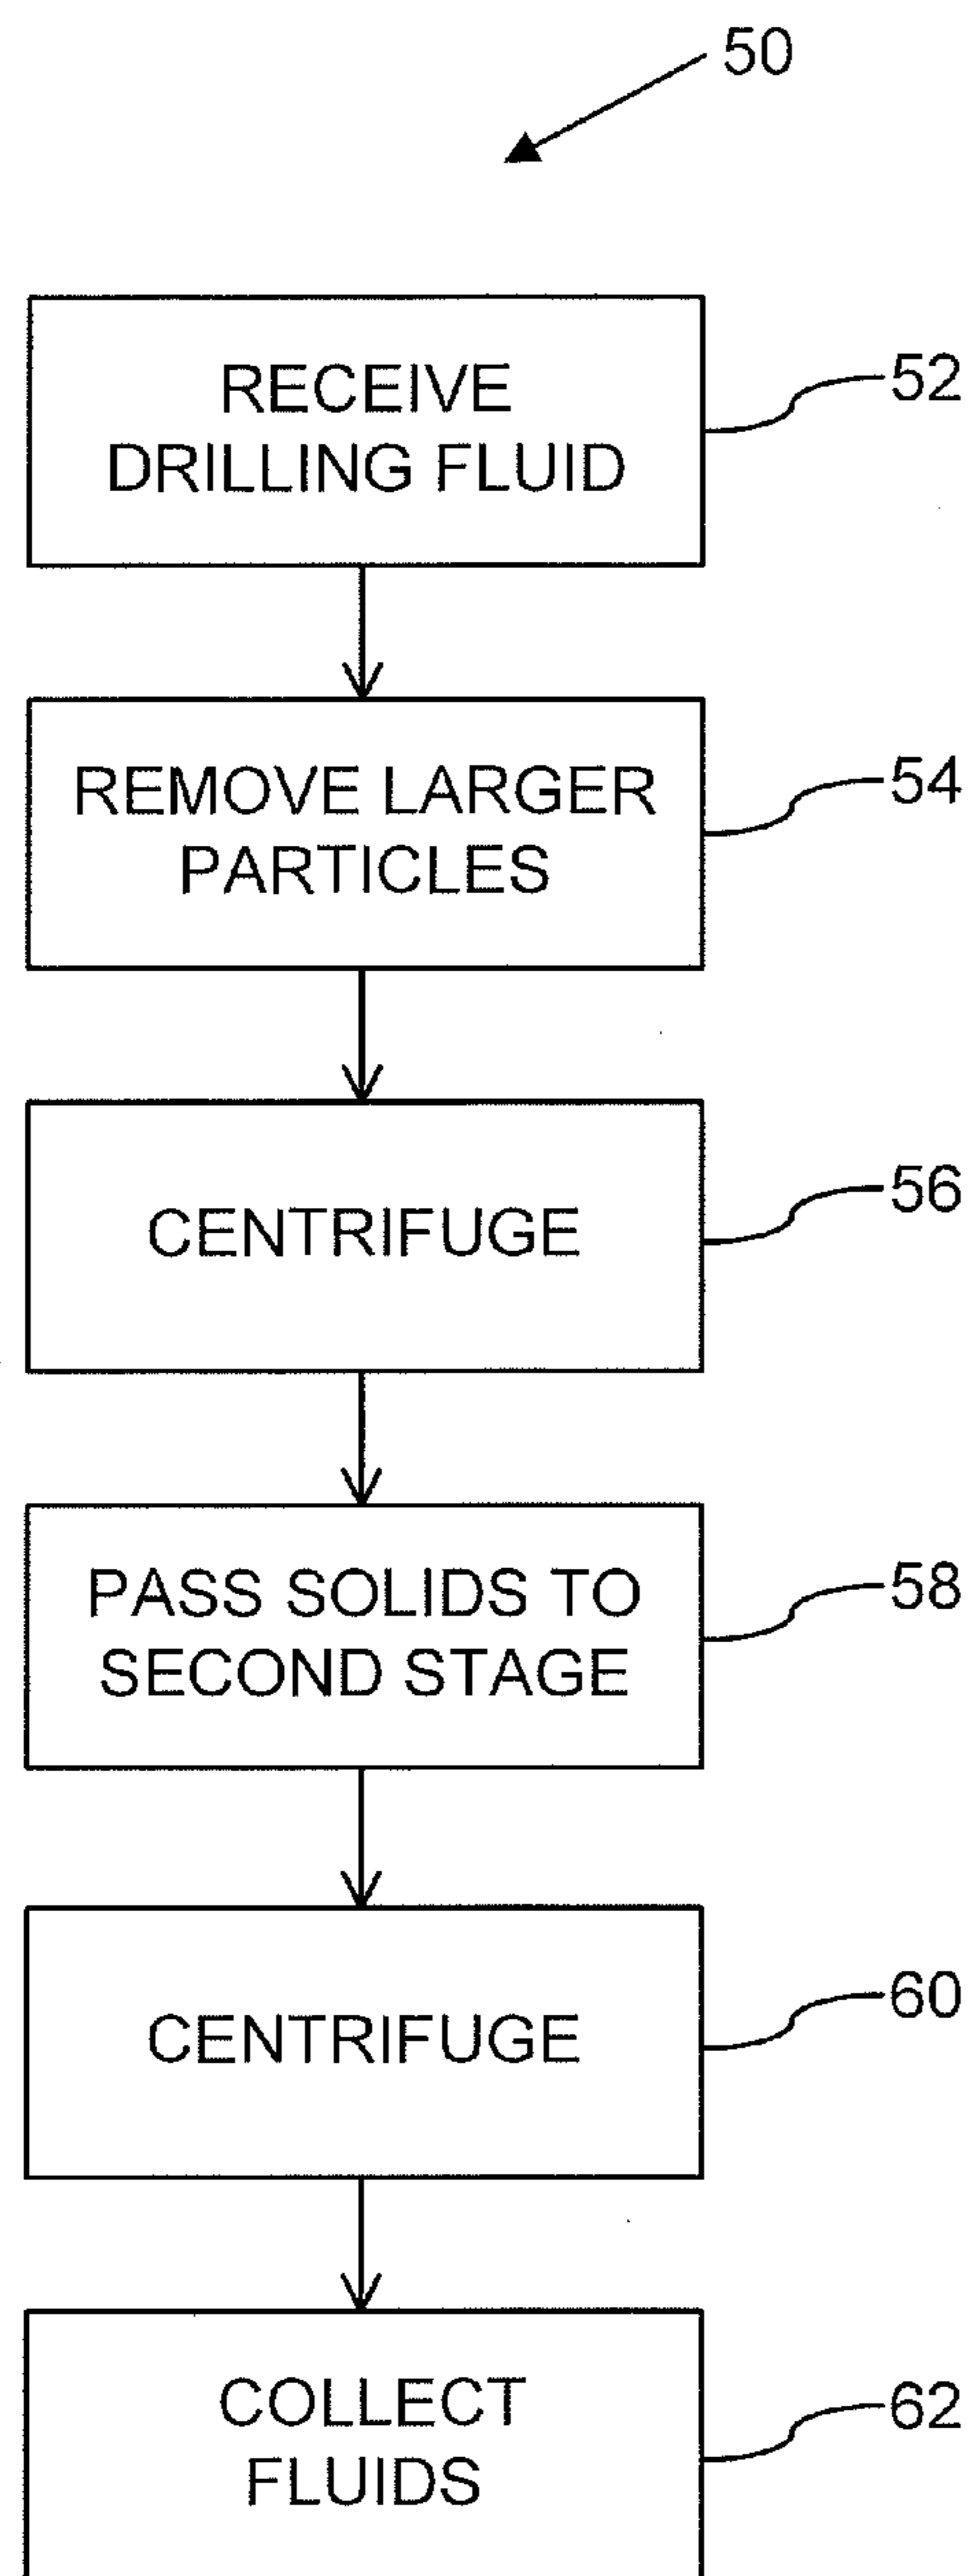 50
RECEIVE
DRILLING FLUID
52
REMOVE LARGER
PARTICLES
54
CENTRIFUGE
56
PASS SOLIDS TO
SECOND STAGE
58
CENTRIFUGE
60
COLLECT
FLUIDS
62